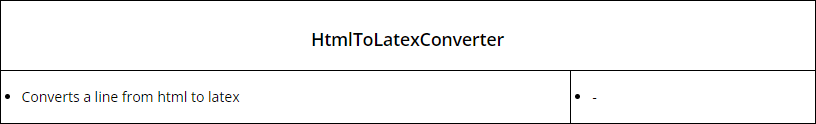 HtmlToLatexConverter
• Converts a line from html to latex
• -